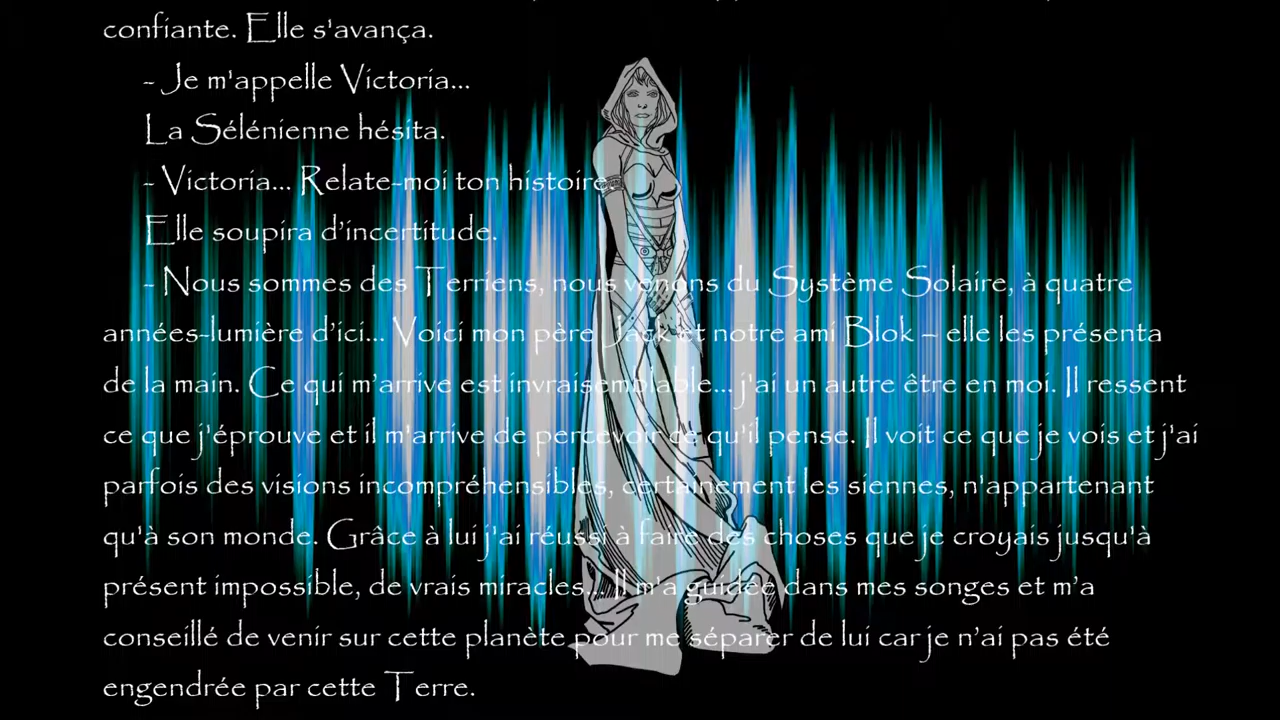 confiante. Elle s'avança.
- Je m'appelle Victoria...
La Sélénienne hésita.
- Victoria... Relate-moi ton histoire.
Elle soupira d'incertitude.
- Nous sommes des Terriens, nous venons du Système Solaire, à quatre
années-lumière d'ici... Voici mon père Jack et notre ami Blok – elle les présenta
de la main. Ce qui m'arrive est invraisemblable... j'ai un autre être en moi. Il ressent
ce que j'éprouve et il m'arrive de percevoir ce qu'il pense. Il voit ce que je vois et j'ai
parfois des visions incompréhensibles, certainement les siennes, n'appartenant
qu'à son monde. Grâce à lui j'ai réussi à faire des choses que je croyais jusqu'à
présent impossible, de vrais miracles... Il m'a guidée dans mes songes et m'a
conseillé de venir sur cette planète pour me séparer de lui car je n'ai pas été
engendrée par cette Terre.